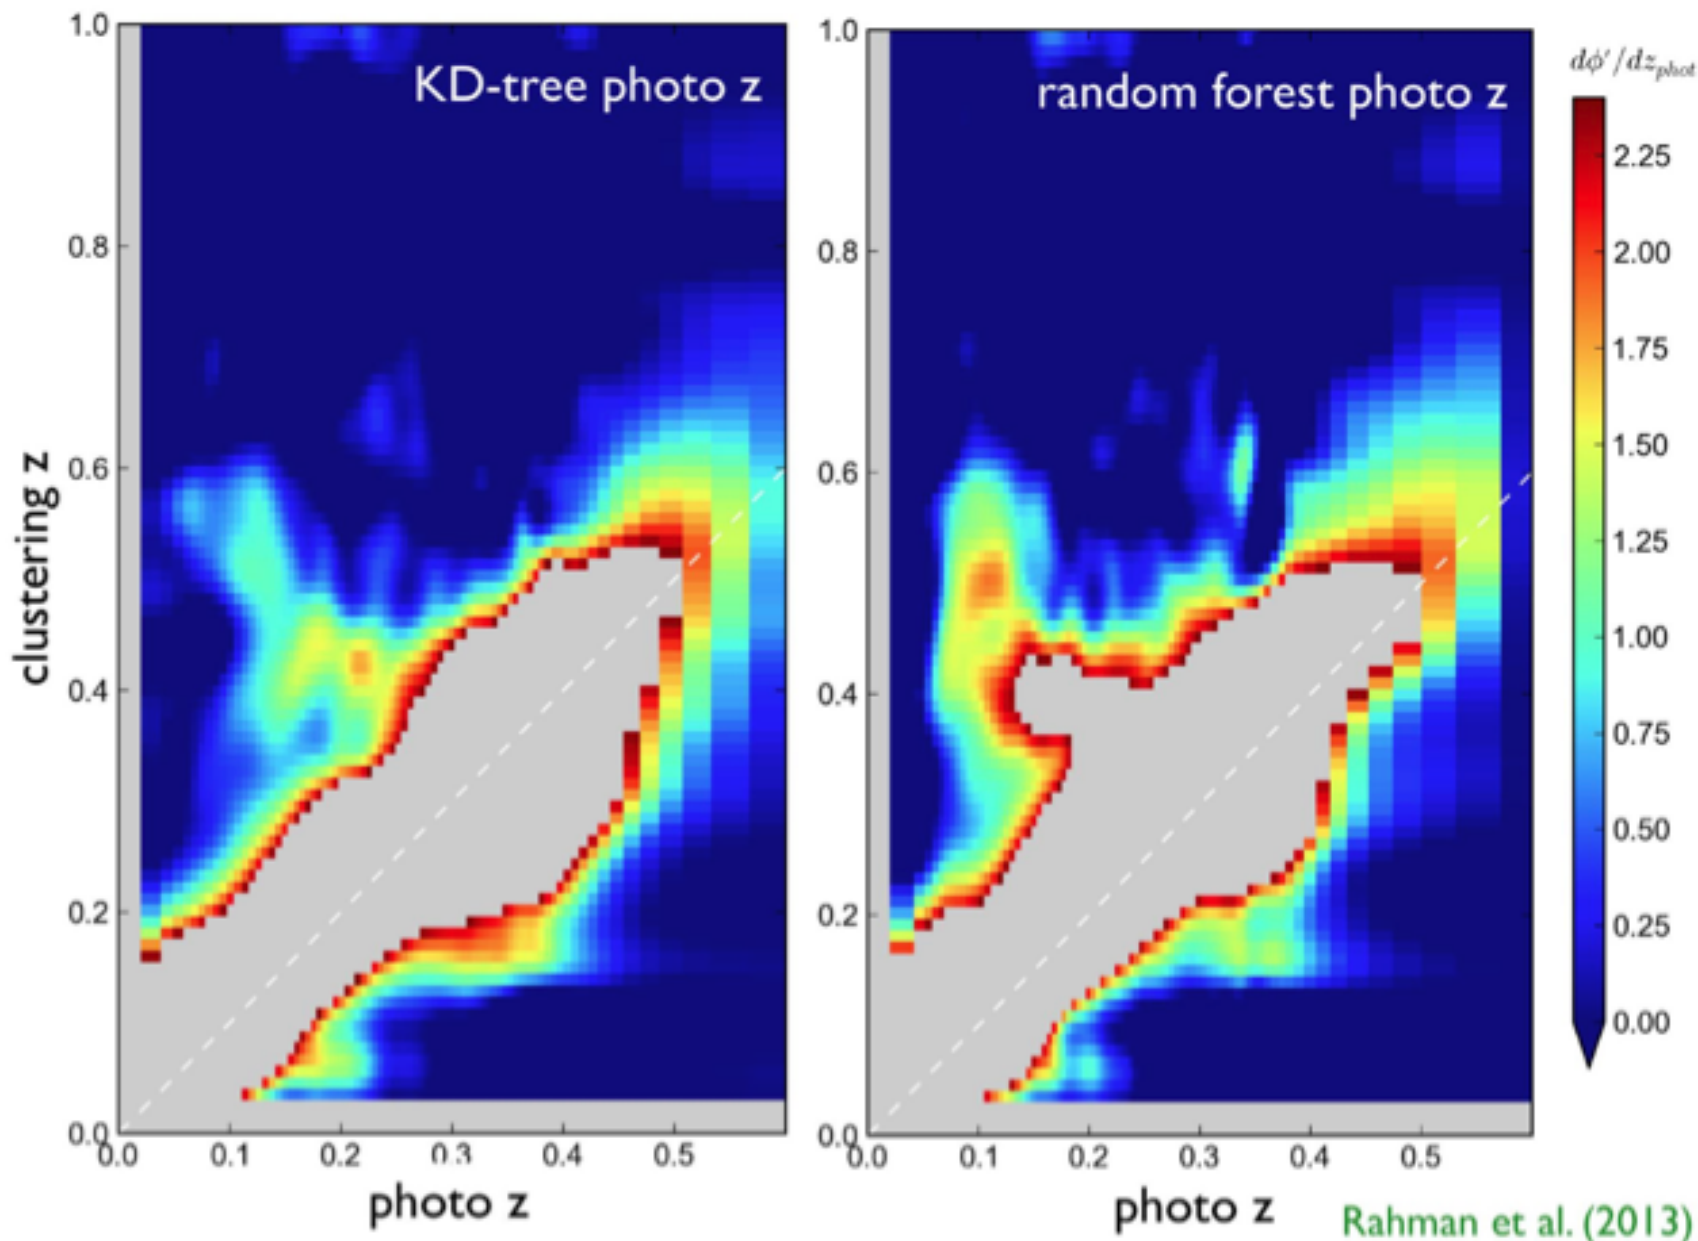 KD-tree photo z
random forest photo z
dφ′/dz_phot
clustering z
1.0
0.8
0.6
0.4
0.2
0.0
0.0 0.1 0.2 0.3 0.4 0.5
photo z
1.0
0.8
0.6
0.4
0.2
0.0
0.0 0.1 0.2 0.3 0.4 0.5
photo z
2.25
2.00
1.75
1.50
1.25
1.00
0.75
0.50
0.25
0.00
Rahman et al. (2013)